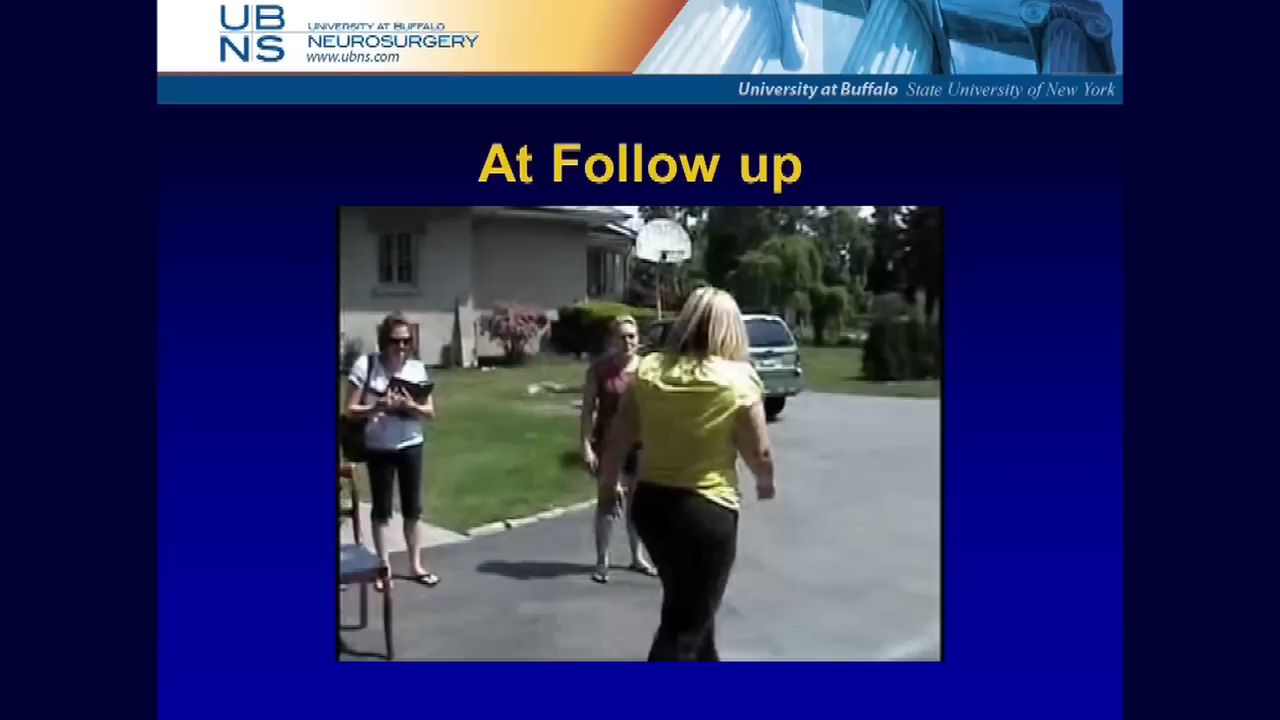 UB
NS
UNIVERSITY AT BUFFALO
NEUROSURGERY
www.ubns.com
University at Buffalo State University of New York
At Follow up